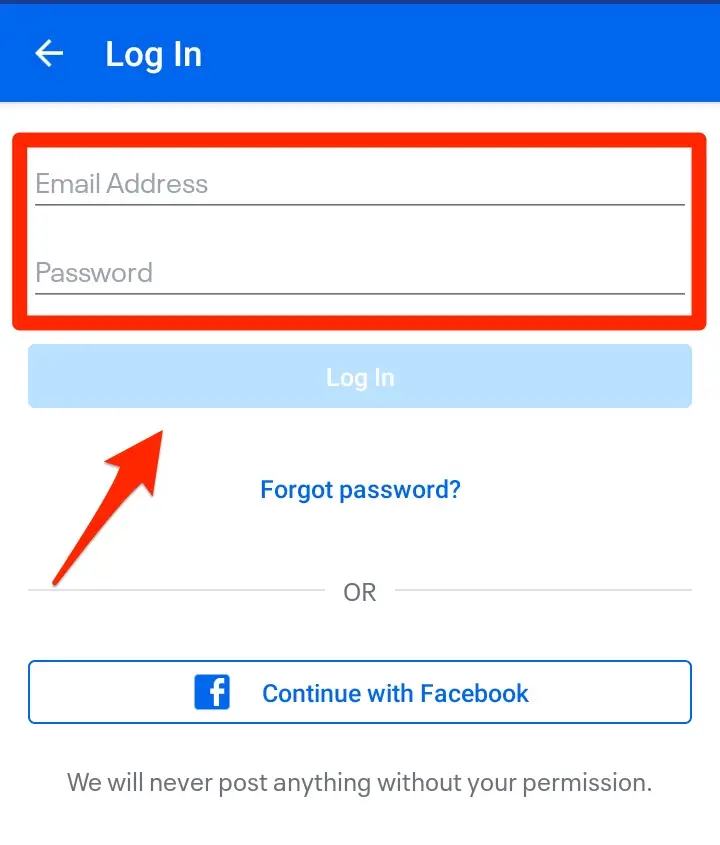 Log In
Email Address
Password
Log In
Forgot password?
OR
Continue with Facebook
We will never post anything without your permission.